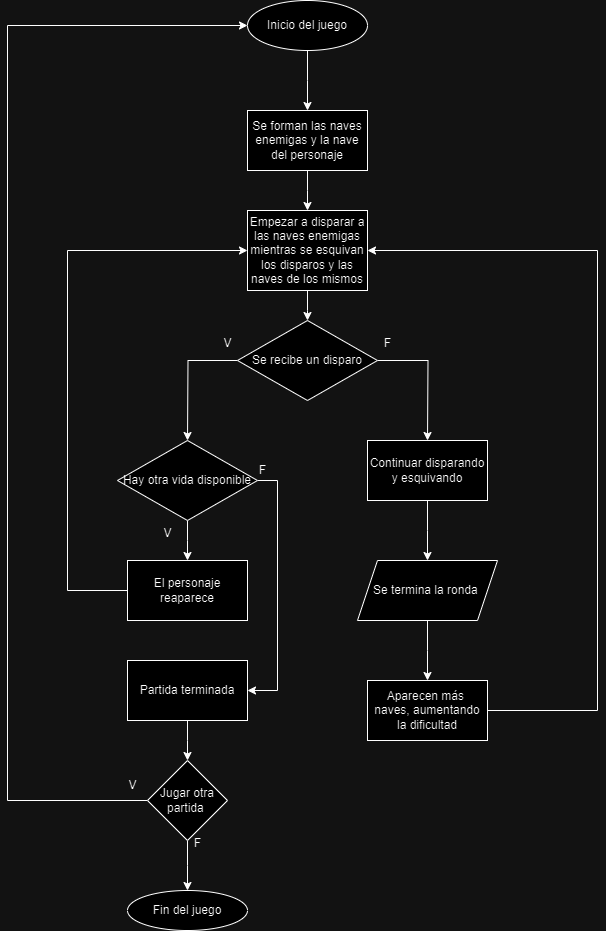 Inicio del juego
Se forman las naves
enemigas y la nave
del personaje
Empezar a disparar a
las naves enemigas
mientras se esquivan
los disparos y las
naves de los mismos
V
F
Se recibe un disparo
Hay otra vida disponible
F
Continuar disparando
y esquivando
V
El personaje
reaparece
Se termina la ronda
Partida terminada
Aparecen más
naves, aumentando
la dificultad
V
Jugar otra
partida
F
Fin del juego